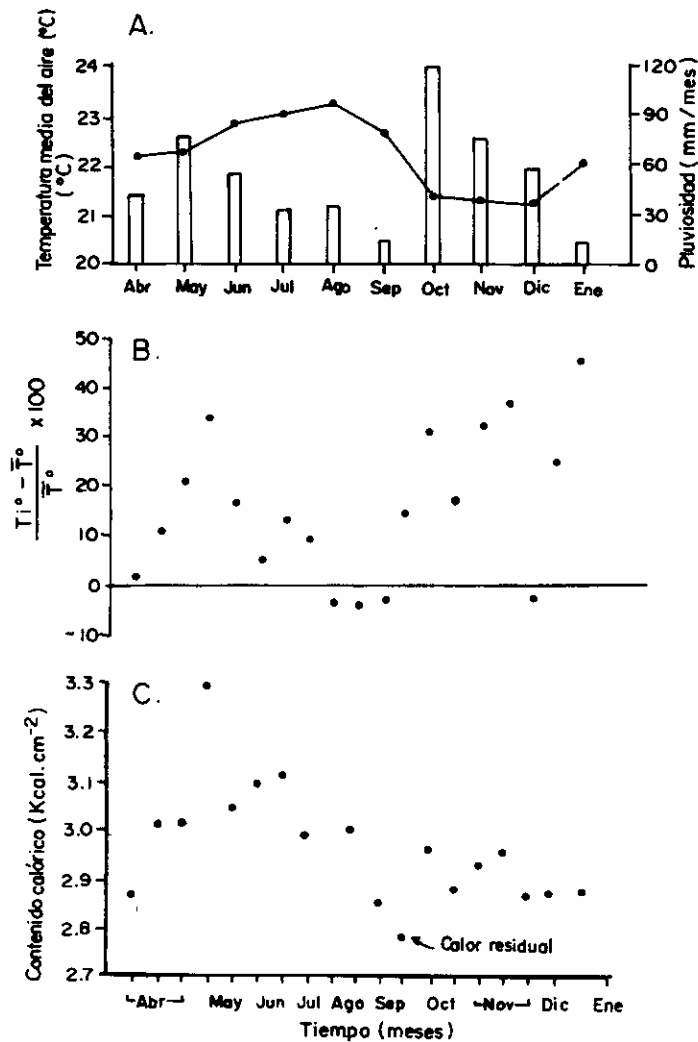 A.
Temperatura media del aire (°C)
(°C)
24
23
22
21
20
120
90
60
30
0
Pluviosidad (mm/mes)
Abr May Jun Jul Ago Sep Oct Nov Dic Ene
B.
Ti° - T̄° x 100
T̄°
50
40
30
20
10
0
-10
C.
Contenido calórico (Kcal.cm⁻²)
3.3
3.2
3.1
3.0
2.9
2.8
2.7
Calor residual
Abr May Jun Jul Ago Sep Oct Nov Dic Ene
Tiempo (meses)